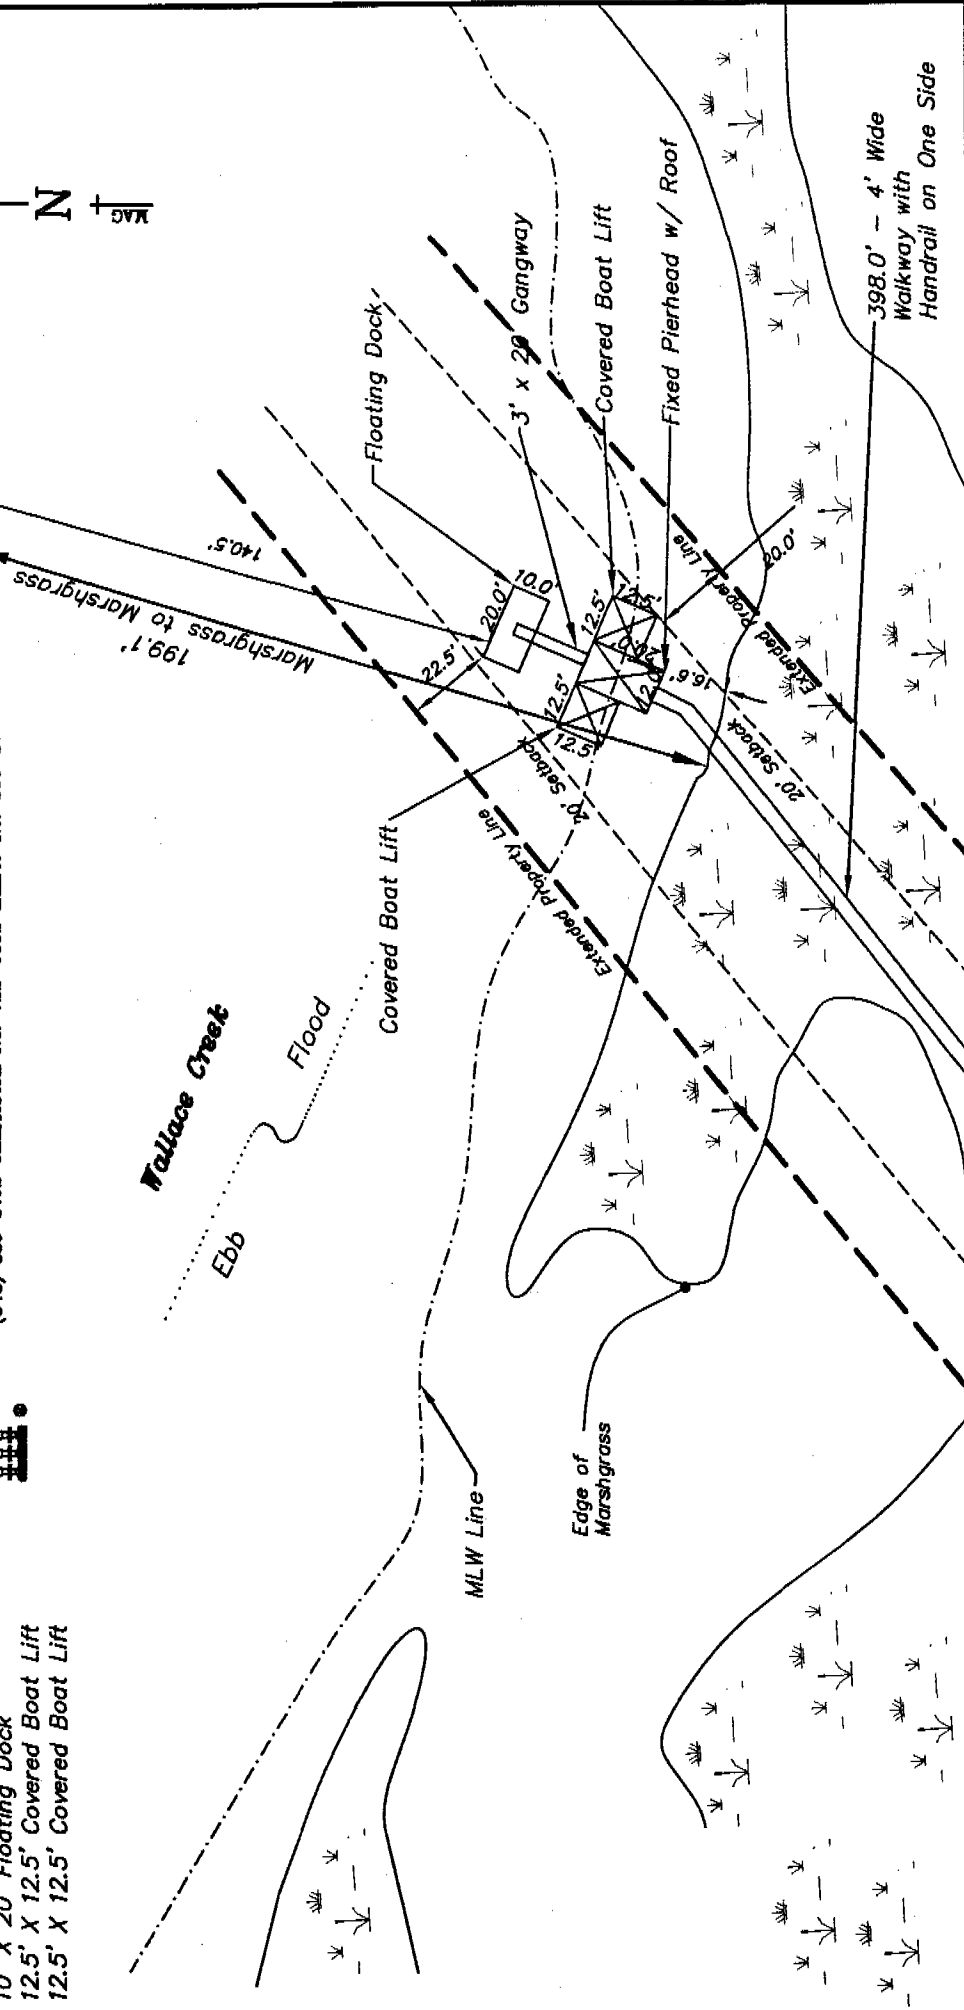 10' X 20' Floating Dock
12.5' X 12.5' Covered Boat Lift
12.5' X 12.5' Covered Boat Lift
N
MAG
Wallace Creek
Ebb
Flood
MLW Line
Edge of
Marshgrass
Covered Boat Lift
Extended Property Line
20' Setback
199.1'
Marshgrass to Marshgrass
140.5'
22.5'
20.0'
10.0'
Floating Dock
3' x 20' Gangway
Covered Boat Lift
Fixed Pierhead w/ Roof
12.5'
12.5'
12.5'
12.5'
20.0'
12.0'
16.6'
20.0'
Extended Property Line
20' Setback
398.0' - 4' Wide
Walkway with
Handrail on One Side